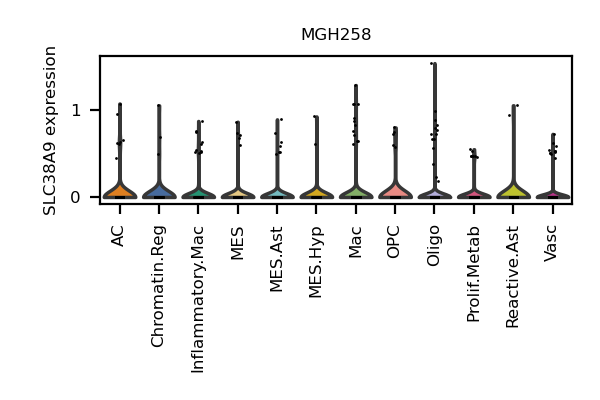 MGH258
SLC38A9 expression
1
0
AC
Chromatin.Reg
Inflammatory.Mac
MES
MES.Ast
MES.Hyp
Mac
OPC
Oligo
Prolif.Metab
Reactive.Ast
Vasc